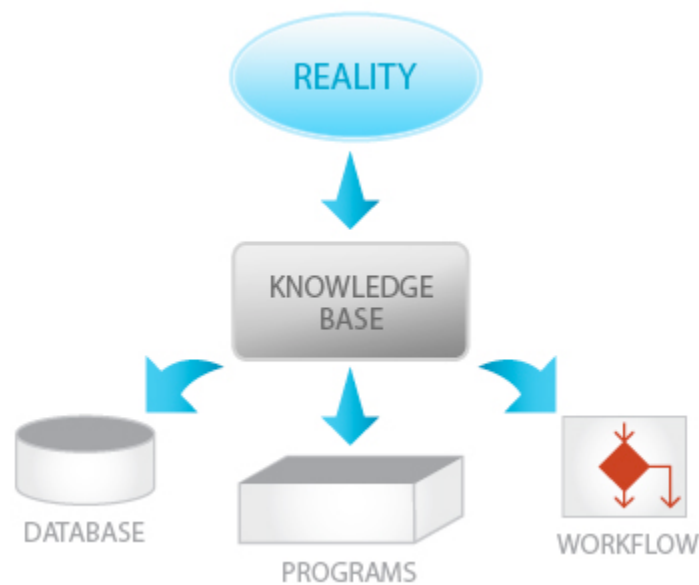 REALITY
KNOWLEDGE
BASE
DATABASE
PROGRAMS
WORKFLOW